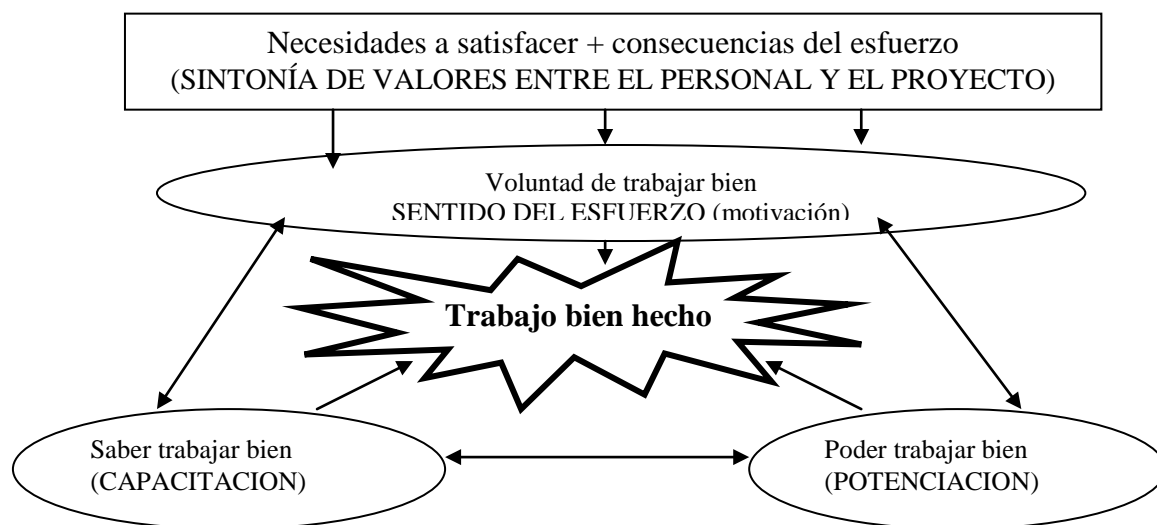 Necesidades a satisfacer + consecuencias del esfuerzo
(SINTONÍA DE VALORES ENTRE EL PERSONAL Y EL PROYECTO)
Voluntad de trabajar bien
SENTIDO DEL ESFUERZO (motivación)
Trabajo bien hecho
Saber trabajar bien
(CAPACITACION)
Poder trabajar bien
(POTENCIACION)